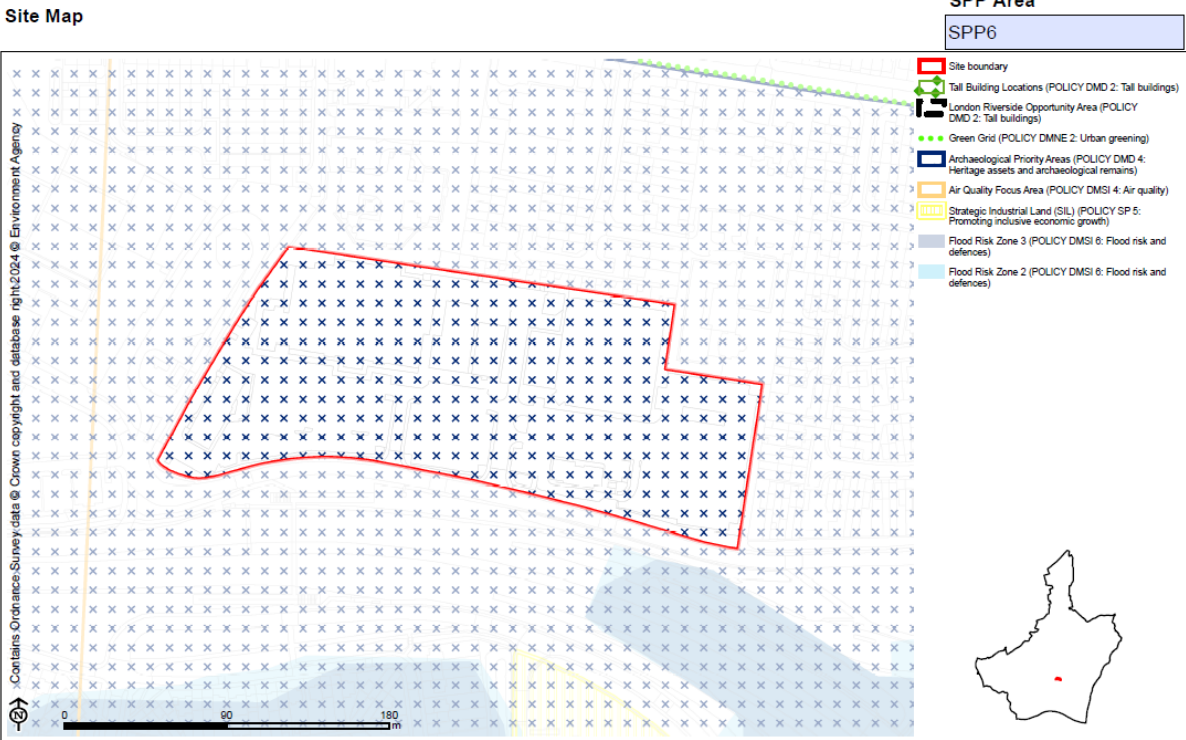 Site Map
SPP Area
SPP6
Site boundary
Tall Building Locations (POLICY DMD 2: Tall buildings)
London Riverside Opportunity Area (POLICY
DMD 2: Tall buildings)
Green Grid (POLICY DMNE 2: Urban greening)
Archaeological Priority Areas (POLICY DMD 4:
Heritage assets and archaeological remains)
Air Quality Focus Area (POLICY DMSI 4: Air quality)
Strategic Industrial Land (SIL) (POLICY SP 5:
Promoting inclusive economic growth)
Flood Risk Zone 3 (POLICY DMSI 6: Flood risk and
defences)
Flood Risk Zone 2 (POLICY DMSI 6: Flood risk and
defences)
Contains Ordnance Survey data © Crown copyright and database right 2024 © Environment Agency
N
0 90 180
m